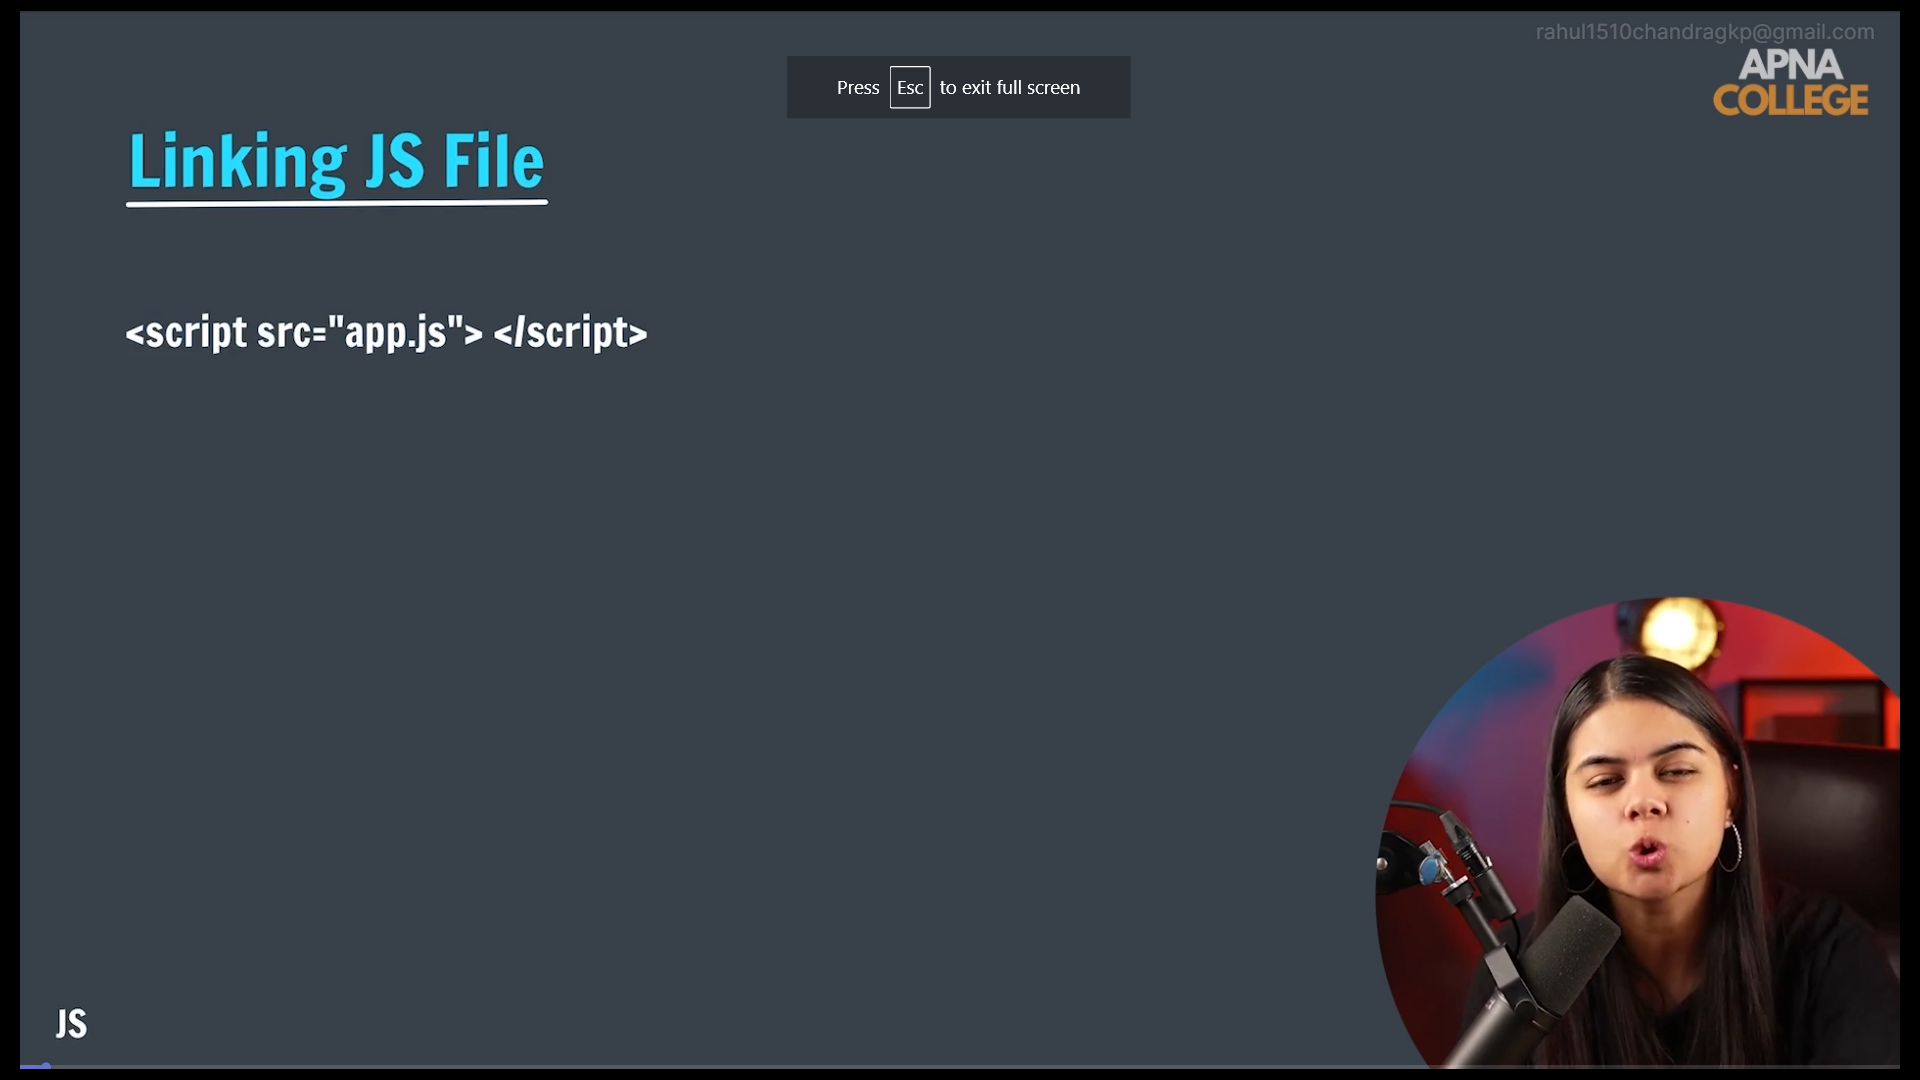 rahul1510chandragkp@gmail.com
APNA
COLLEGE
Press Esc to exit full screen
Linking JS File
<script src="app.js"> </script>
JS